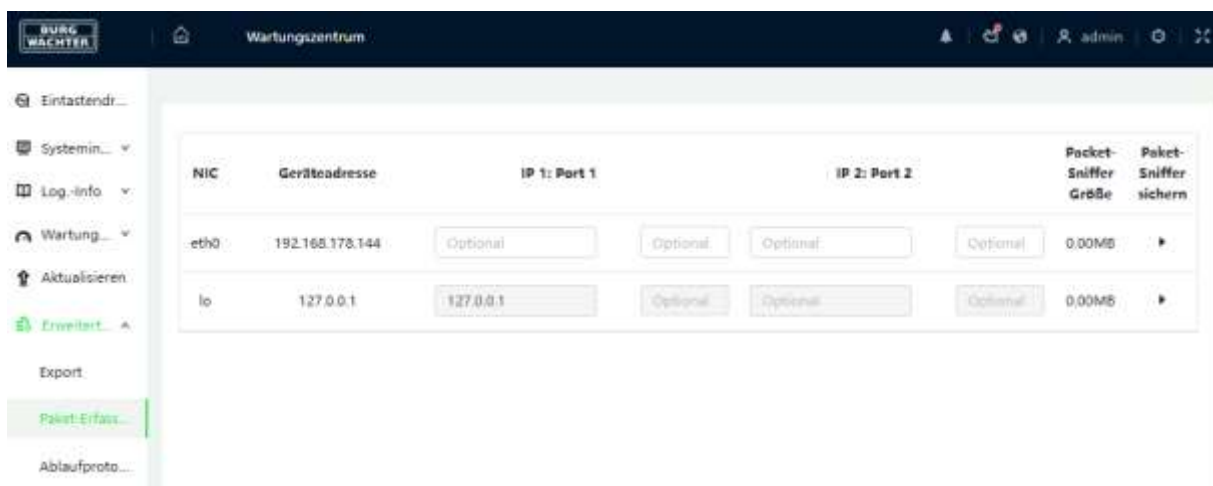 BURG
WÄCHTER
Wartungszentrum
admin
Eintastendr...
Systemin...
Log.-Info
Wartung...
Aktualisieren
Erweitert...
Export
Paket-Erfass...
Ablaufproto...
NIC Geräteadresse IP 1: Port 1 IP 2: Port 2 Packet-Sniffer Größe Paket-Sniffer sichern
eth0 192.168.178.144 Optional Optional Optional Optional 0.00MB
lo 127.0.0.1 127.0.0.1 Optional Optional Optional 0.00MB